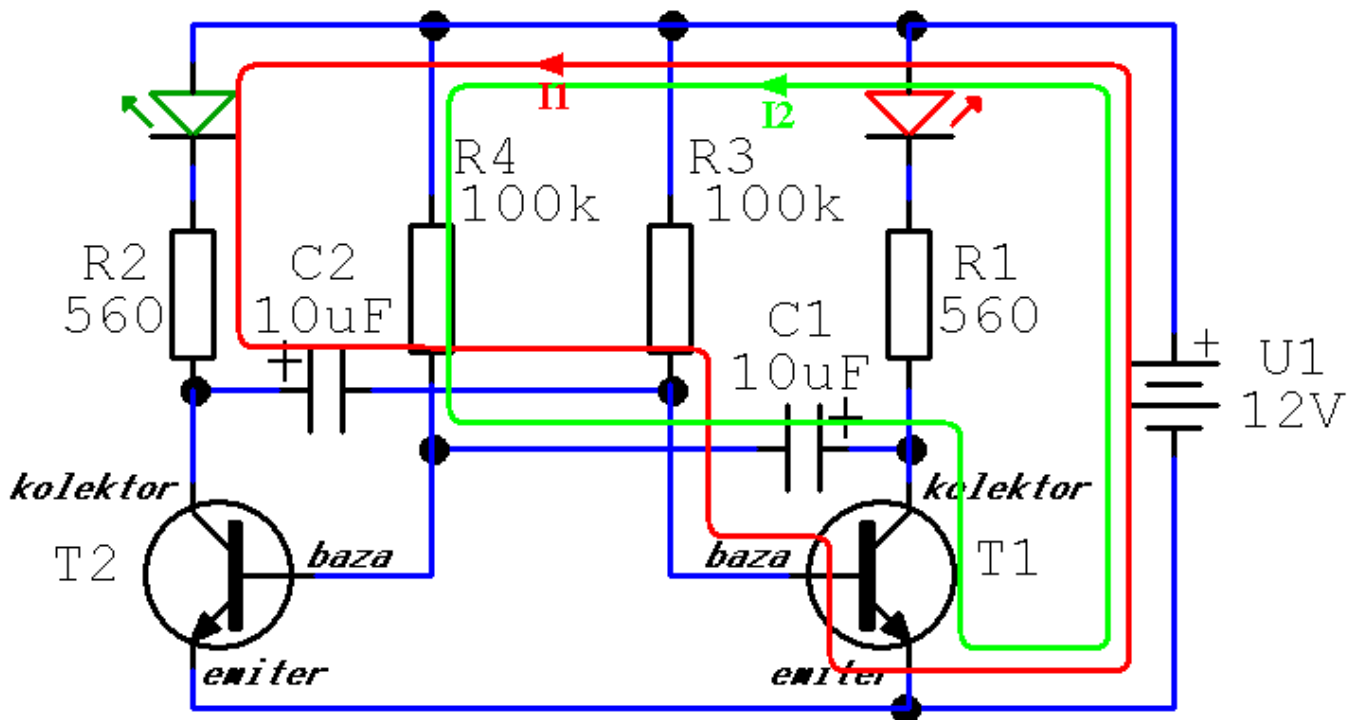 I1
I2
R4
100k
R3
100k
R2
560
C2
10uF
R1
560
C1
10uF
+
+
+
U1
12V
kolektor
kolektor
T2
baza
baza
T1
emiter
emiter